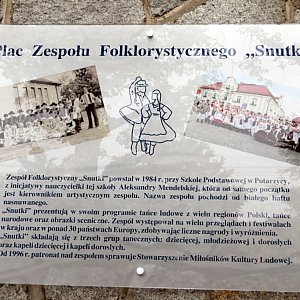 Plac Zespołu Folklorystycznego „Snutki"
Zespół Folklorystyczny „Snutki” powstał w 1984 r. przy Szkole Podstawowej w Potarzycy,
z inicjatywy nauczycielki tej szkoły Aleksandry Mendelskiej, która od samego początku
jest kierownikiem artystycznym zespołu. Nazwa zespołu pochodzi od białego haftu
nasnuwanego.
„Snutki” prezentują w swoim programie tańce ludowe z wielu regionów Polski, tańce
narodowe oraz obrazki sceniczne. Zespół występował na wielu przeglądach i festiwalach
w kraju oraz w ponad 30 państwach Europy, zdobywając liczne nagrody i wyróżnienia.
„Snutki” składają się z trzech grup tanecznych: dziecięcej, młodzieżowej i dorosłych
oraz kapeli dziecięcej i kapeli dorosłych.
Od 1996 r. patronat nad zespołem sprawuje Stowarzyszenie Miłośników Kultury Ludowej.